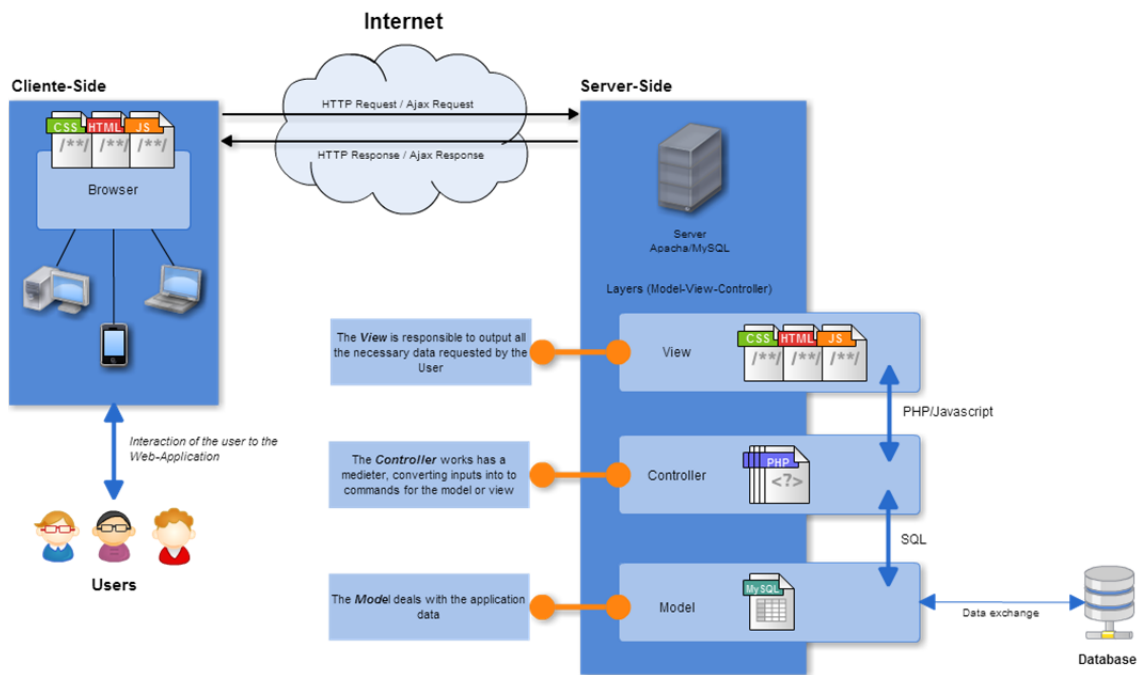 Internet
Cliente-Side
Server-Side
CSS HTML JS
/**/ /**/ /**/
Browser
HTTP Request / Ajax Request
HTTP Response / Ajax Response
Server
Apacha/MySQL
Layers (Model-View-Controller)
The View is responsible to output all
the necessary data requested by the
User
View
CSS HTML JS
/**/ /**/ /**/
PHP/Javascript
Interaction of the user to the
Web-Application
Users
The Controller works has a
medieter, converting inputs into to
commands for the model or view
Controller
PHP
<?>
SQL
The Model deals with the application
data
Model
MySQL
Data exchange
Database